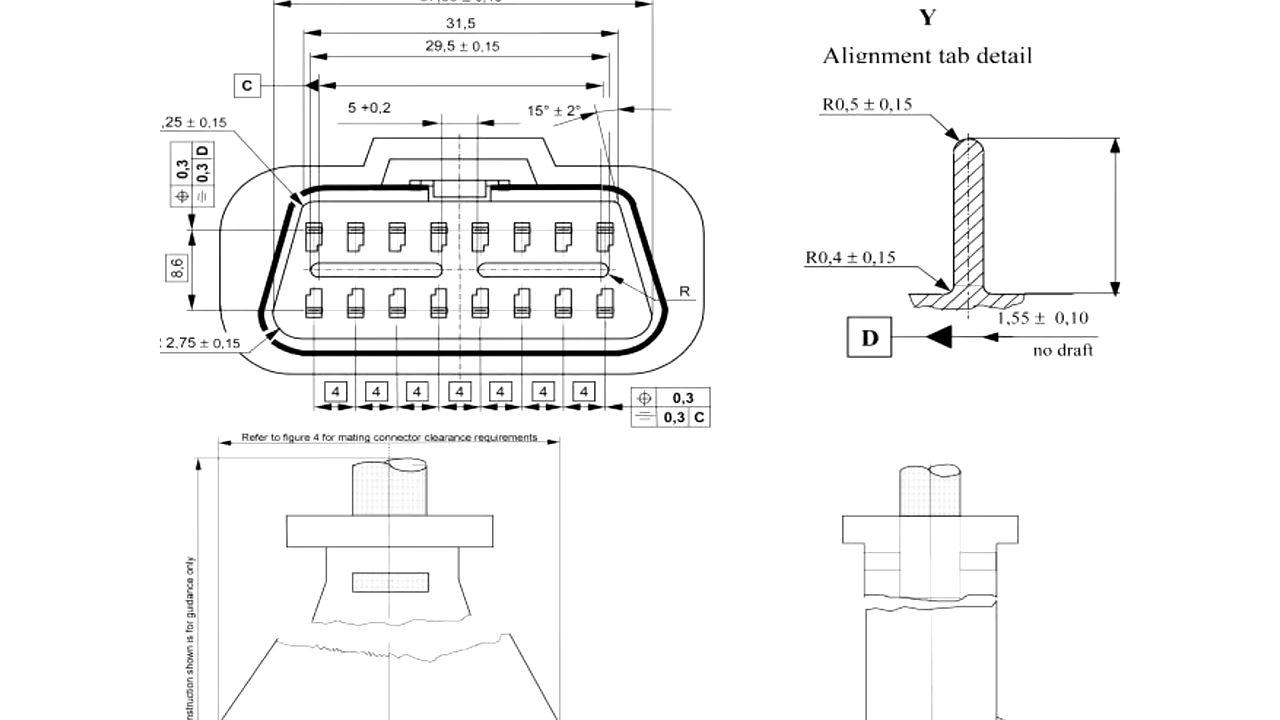 31,5
29,5 ± 0,15
C
5 +0,2
15° ± 2°
,25 ± 0,15
0,3
0,3 D
8,6
R
2,75 ± 0,15
4 4 4 4 4 4 4
0,3
0,3 C
Y
Alignment tab detail
R0,5 ± 0,15
R0,4 ± 0,15
1,55 ± 0,10
D
no draft
Refer to figure 4 for mating connector clearance requirements
nstruction shown is for guidance only